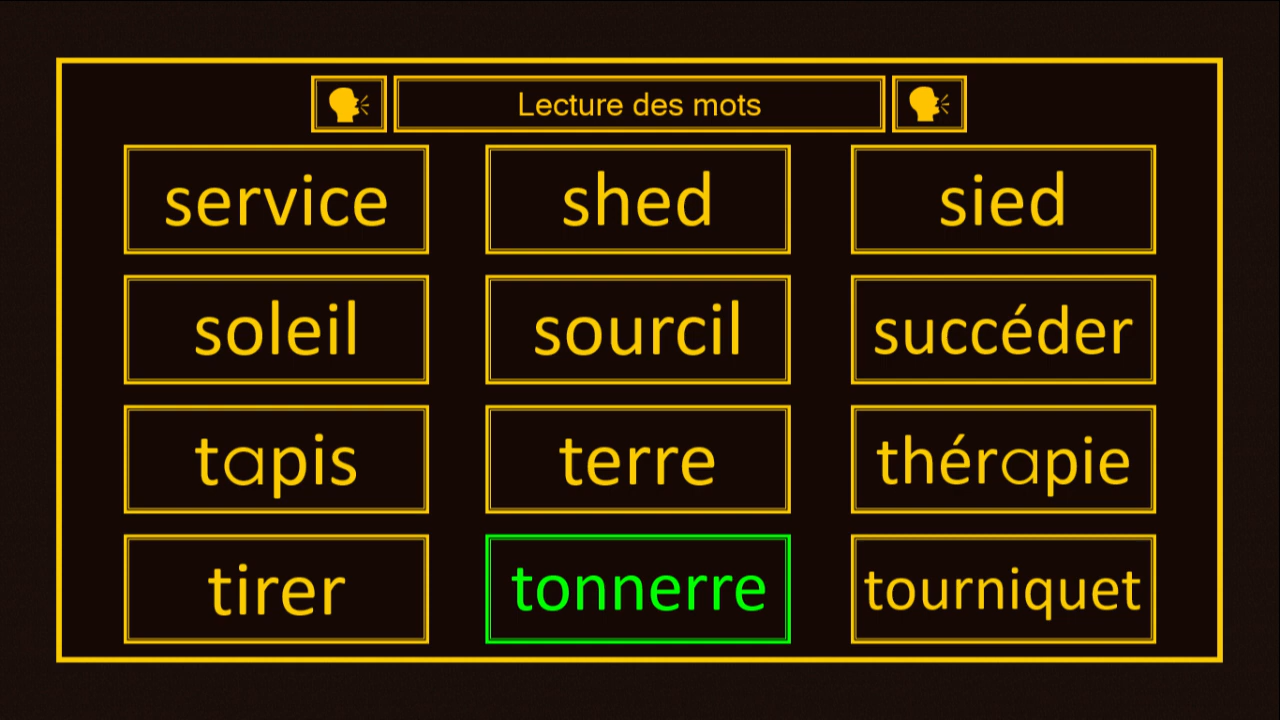 Lecture des mots
service shed sied
soleil sourcil succéder
tapis terre thérapie
tirer tonnerre tourniquet